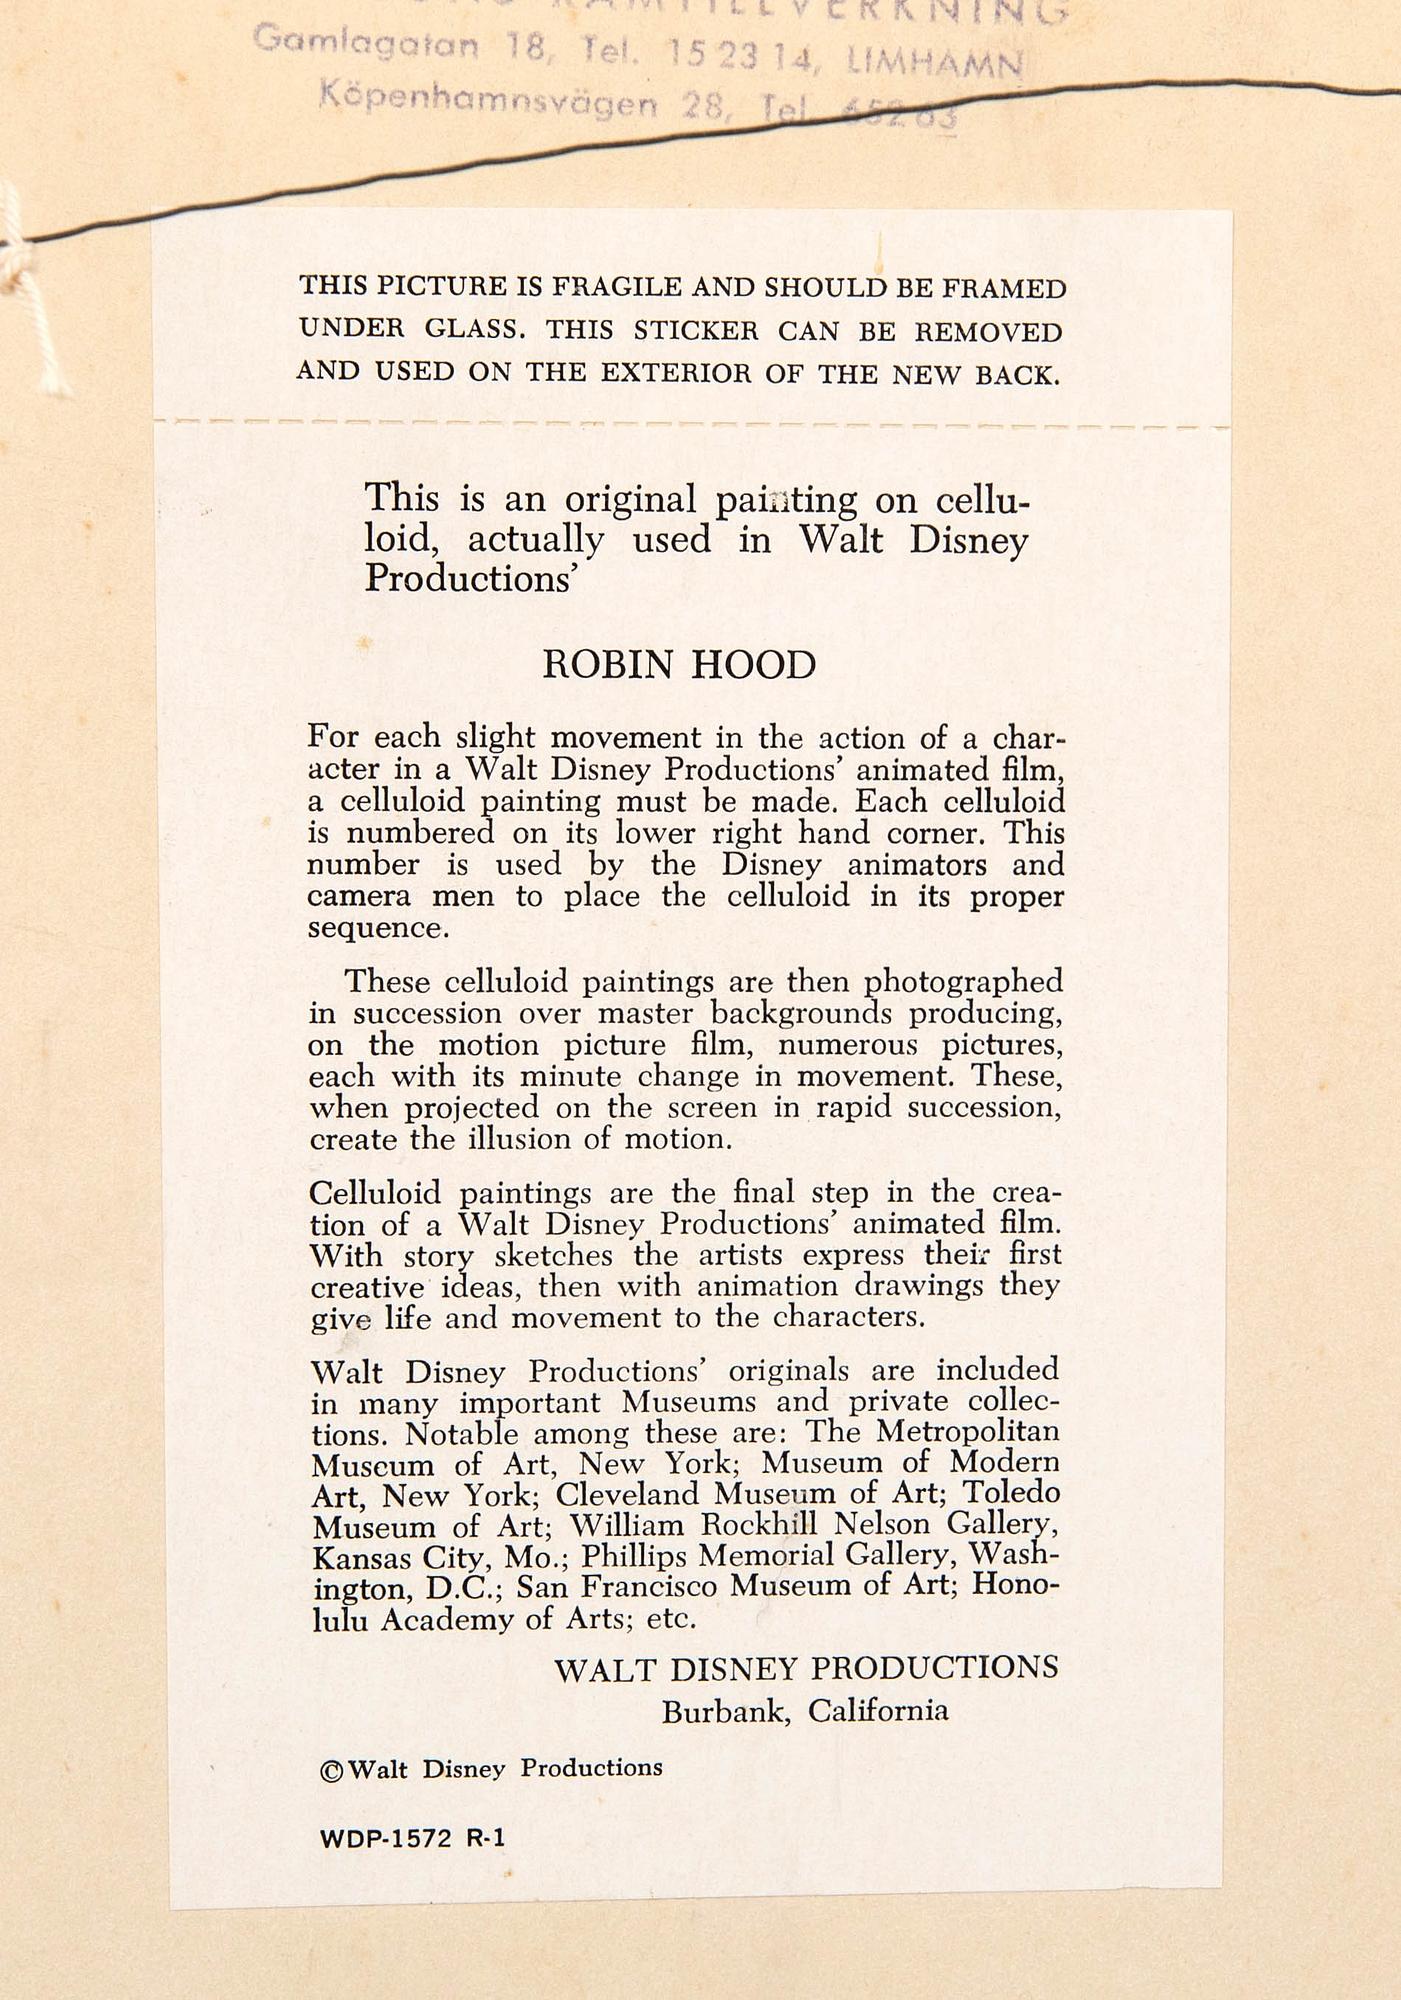 RAMTILLVERKNING
Gamlagatan 18, Tel. 15 23 14, LIMHAMN
Köpenhamnsvägen 28, Tel. 652 63
THIS PICTURE IS FRAGILE AND SHOULD BE FRAMED
UNDER GLASS. THIS STICKER CAN BE REMOVED
AND USED ON THE EXTERIOR OF THE NEW BACK.
This is an original painting on cellu-
loid, actually used in Walt Disney
Productions’
ROBIN HOOD
For each slight movement in the action of a char-
acter in a Walt Disney Productions’ animated film,
a celluloid painting must be made. Each celluloid
is numbered on its lower right hand corner. This
number is used by the Disney animators and
camera men to place the celluloid in its proper
sequence.
These celluloid paintings are then photographed
in succession over master backgrounds producing,
on the motion picture film, numerous pictures,
each with its minute change in movement. These,
when projected on the screen in rapid succession,
create the illusion of motion.
Celluloid paintings are the final step in the crea-
tion of a Walt Disney Productions’ animated film.
With story sketches the artists express their first
creative ideas, then with animation drawings they
give life and movement to the characters.
Walt Disney Productions’ originals are included
in many important Museums and private collec-
tions. Notable among these are: The Metropolitan
Museum of Art, New York; Museum of Modern
Art, New York; Cleveland Museum of Art; Toledo
Museum of Art; William Rockhill Nelson Gallery,
Kansas City, Mo.; Phillips Memorial Gallery, Wash-
ington, D.C.; San Francisco Museum of Art; Hono-
lulu Academy of Arts; etc.
WALT DISNEY PRODUCTIONS
Burbank, California
©Walt Disney Productions
WDP-1572 R-1